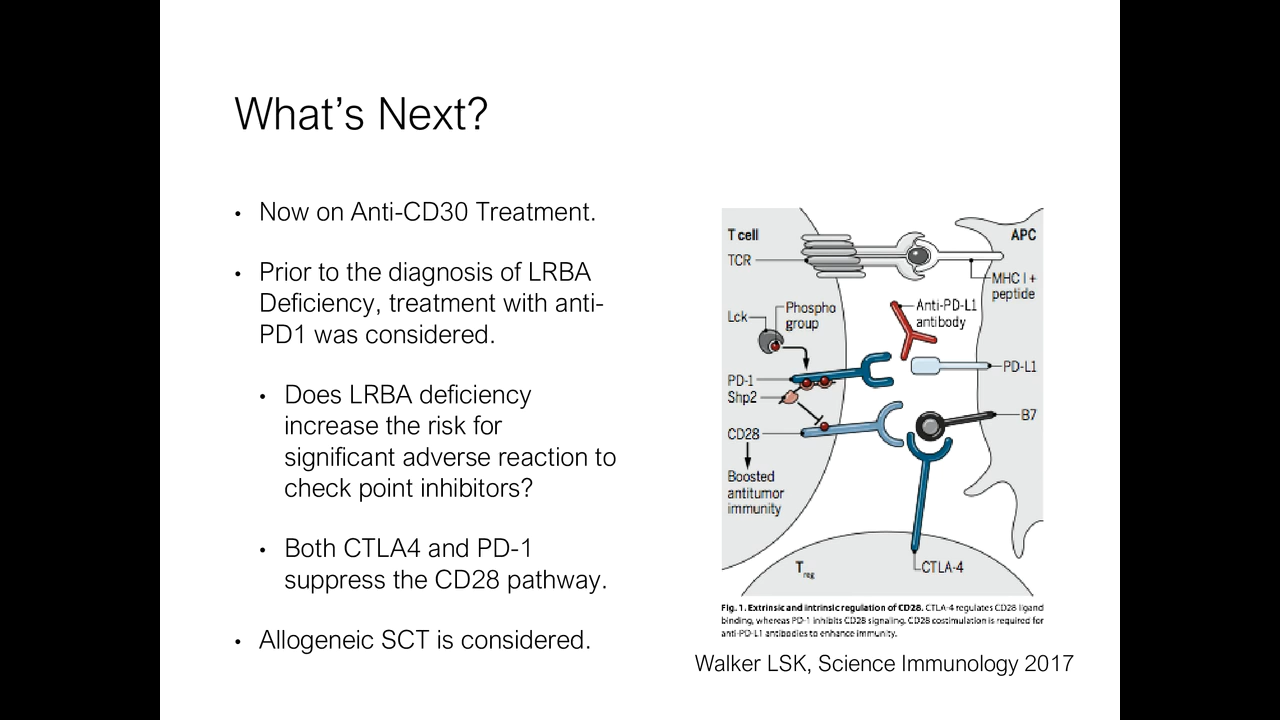 What's Next?
• Now on Anti-CD30 Treatment.
• Prior to the diagnosis of LRBA
Deficiency, treatment with anti-
PD1 was considered.
• Does LRBA deficiency
increase the risk for
significant adverse reaction to
check point inhibitors?
• Both CTLA4 and PD-1
suppress the CD28 pathway.
• Allogeneic SCT is considered.
T cell
APC
TCR
MHC I +
peptide
Lck
Phospho
group
Anti-PD-L1
antibody
PD-1
PD-L1
Shp2
B7
CD28
Boosted
antitumor
immunity
Treg
CTLA-4
Fig. 1. Extrinsic and intrinsic regulation of CD28. CTLA-4 regulates CD28 ligand
binding, whereas PD-1 inhibits CD28 signaling. CD28 costimulation is required for
anti-PD-L1 antibodies to enhance immunity.
Walker LSK, Science Immunology 2017